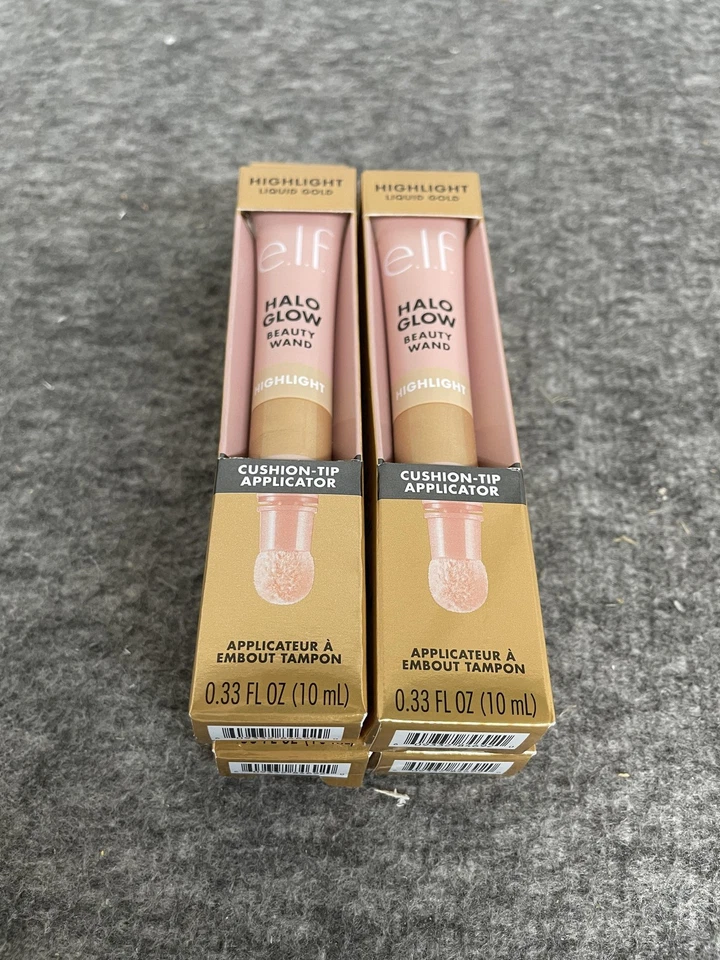 HIGHLIGHT
LIQUID GOLD
e.l.f.
HALO
GLOW
BEAUTY
WAND
HIGHLIGHT
CUSHION-TIP
APPLICATOR
APPLICATEUR À
EMBOUT TAMPON
0.33 FL OZ (10 mL)
HIGHLIGHT
LIQUID GOLD
e.l.f.
HALO
GLOW
BEAUTY
WAND
HIGHLIGHT
CUSHION-TIP
APPLICATOR
APPLICATEUR À
EMBOUT TAMPON
0.33 FL OZ (10 mL)